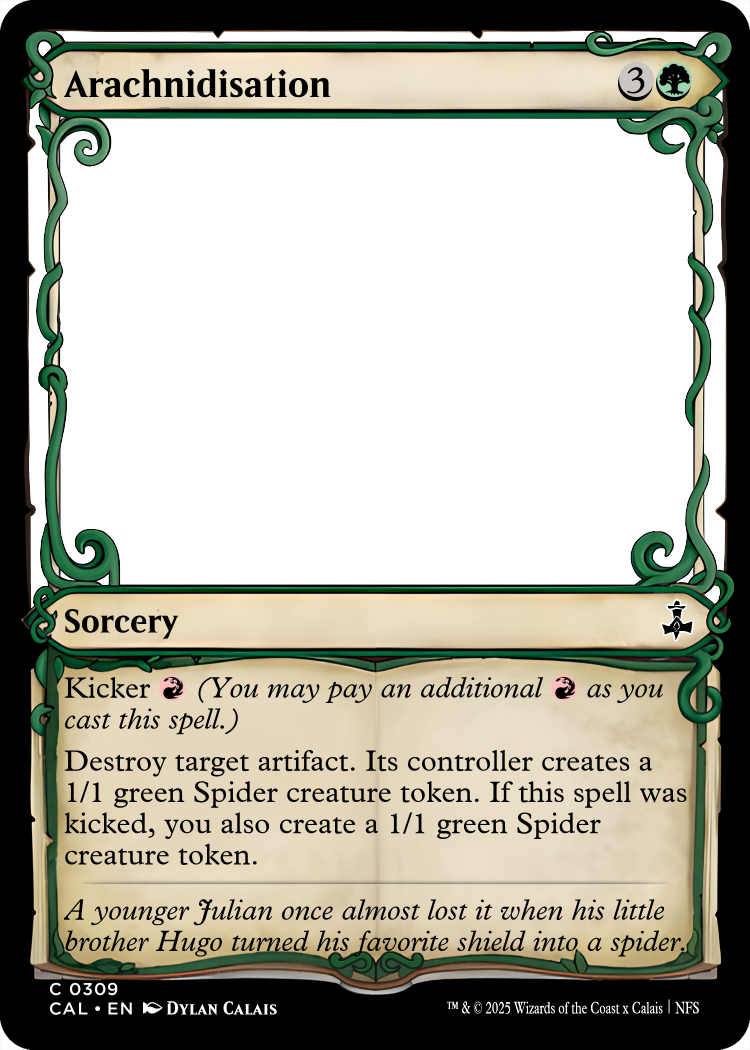 Arachnidisation 3
Sorcery
Kicker (You may pay an additional as you
cast this spell.)
Destroy target artifact. Its controller creates a
1/1 green Spider creature token. If this spell was
kicked, you also create a 1/1 green Spider
creature token.
A younger Julian once almost lost it when his little
brother Hugo turned his favorite shield into a spider.
C 0309
CAL • EN DYLAN CALAIS
™ & © 2025 Wizards of the Coast x Calais | NFS